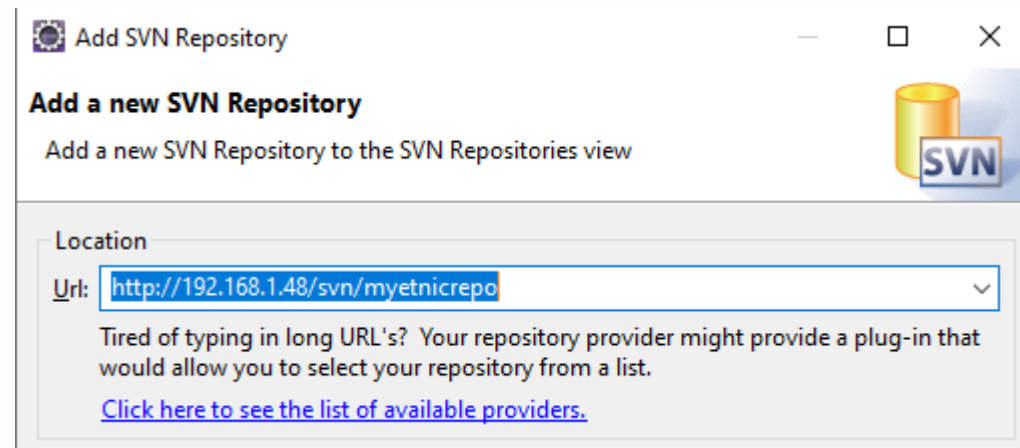 Add SVN Repository
Add a new SVN Repository
Add a new SVN Repository to the SVN Repositories view
SVN
Location
Url: http://192.168.1.48/svn/myetnicrepo
Tired of typing in long URL's? Your repository provider might provide a plug-in that
would allow you to select your repository from a list.
Click here to see the list of available providers.